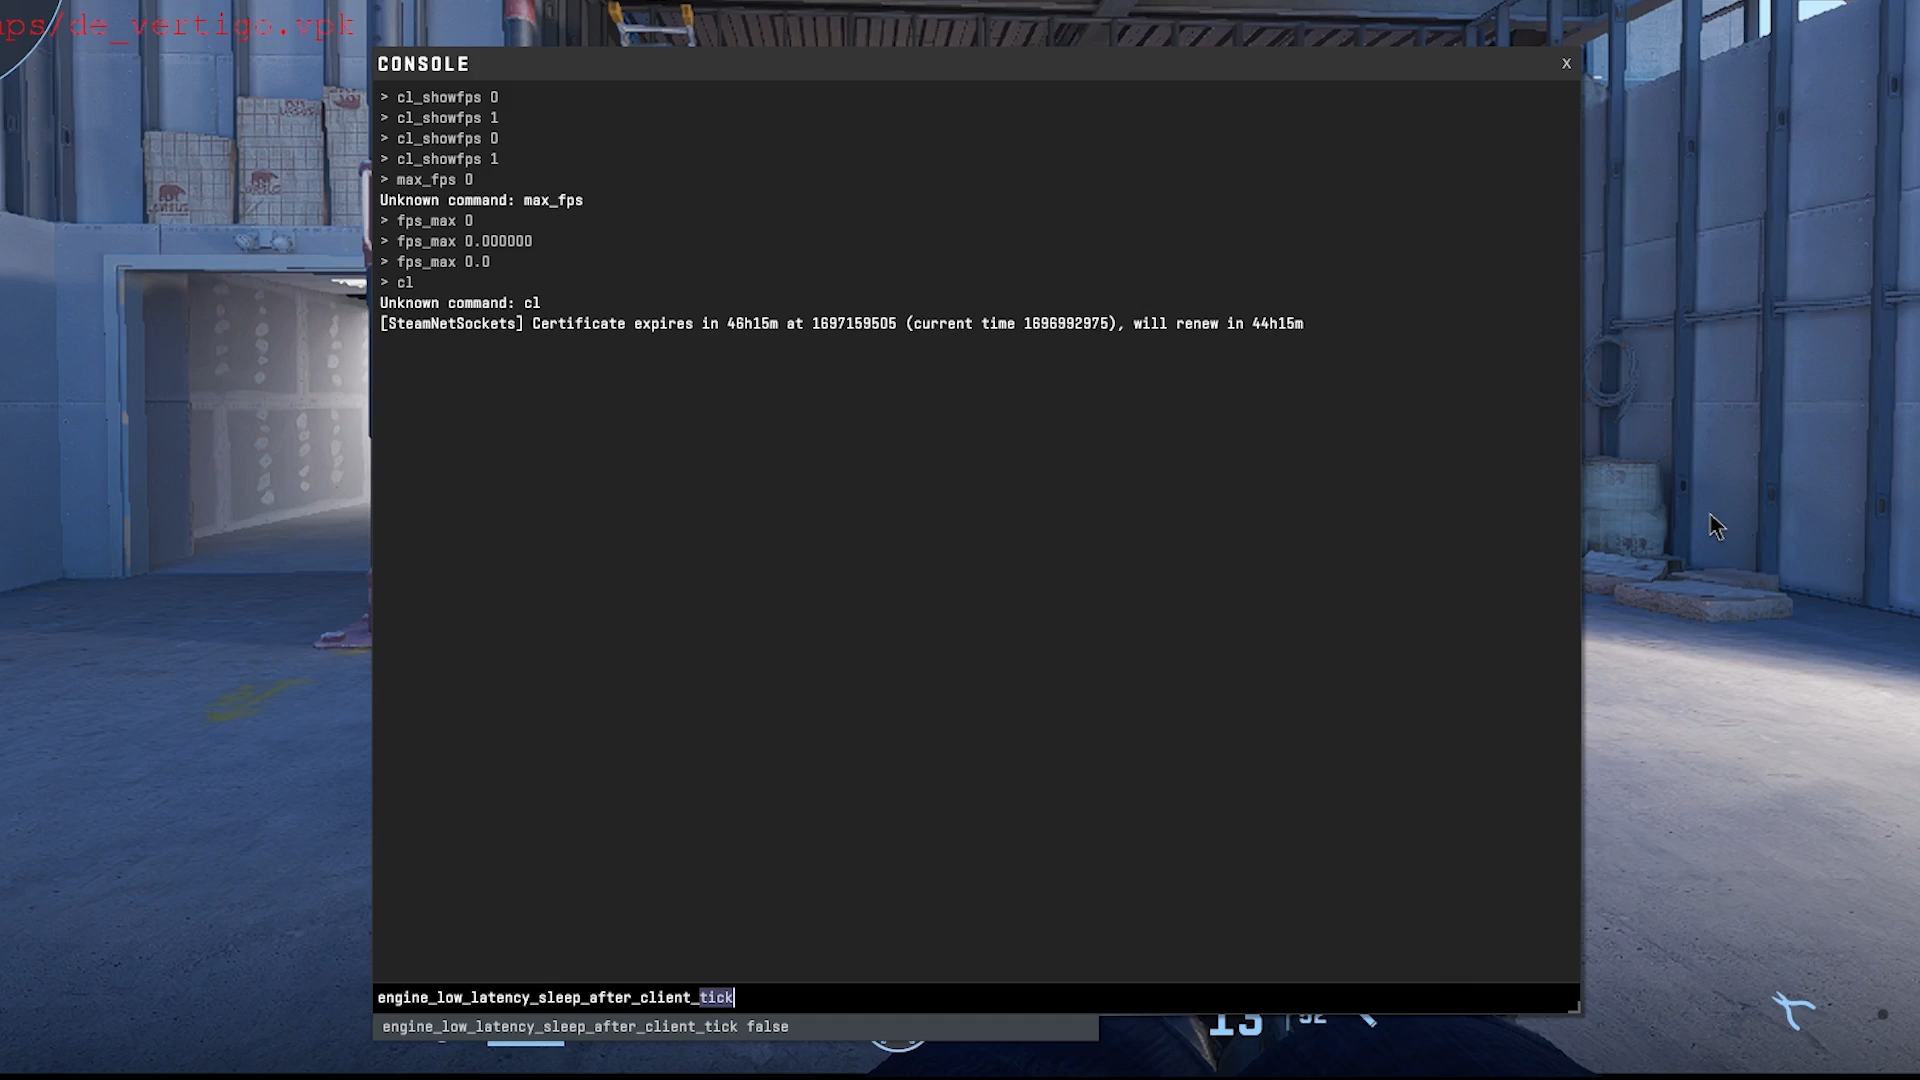 aps/de_vertigo.vpk
CONSOLE
X
> cl_showfps 0
> cl_showfps 1
> cl_showfps 0
> cl_showfps 1
> max_fps 0
Unknown command: max_fps
> fps_max 0
> fps_max 0.000000
> fps_max 0.0
> cl
Unknown command: cl
[SteamNetSockets] Certificate expires in 46h15m at 1697159505 (current time 1696992975), will renew in 44h15m
engine_low_latency_sleep_after_client_tick
engine_low_latency_sleep_after_client_tick false
13